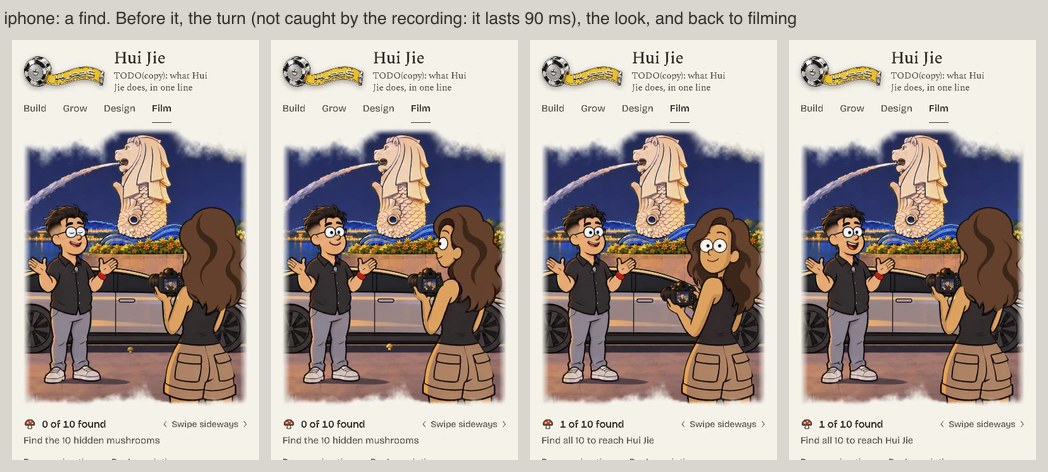 iphone: a find. Before it, the turn (not caught by the recording: it lasts 90 ms), the look, and back to filming
Hui Jie
TODO(copy): what Hui
Jie does, in one line
Build Grow Design Film
0 of 10 found
Swipe sideways
Find the 10 hidden mushrooms
Hui Jie
TODO(copy): what Hui
Jie does, in one line
Build Grow Design Film
0 of 10 found
Swipe sideways
Find the 10 hidden mushrooms
Hui Jie
TODO(copy): what Hui
Jie does, in one line
Build Grow Design Film
1 of 10 found
Swipe sideways
Find all 10 to reach Hui Jie
Hui Jie
TODO(copy): what Hui
Jie does, in one line
Build Grow Design Film
1 of 10 found
Swipe sideways
Find all 10 to reach Hui Jie